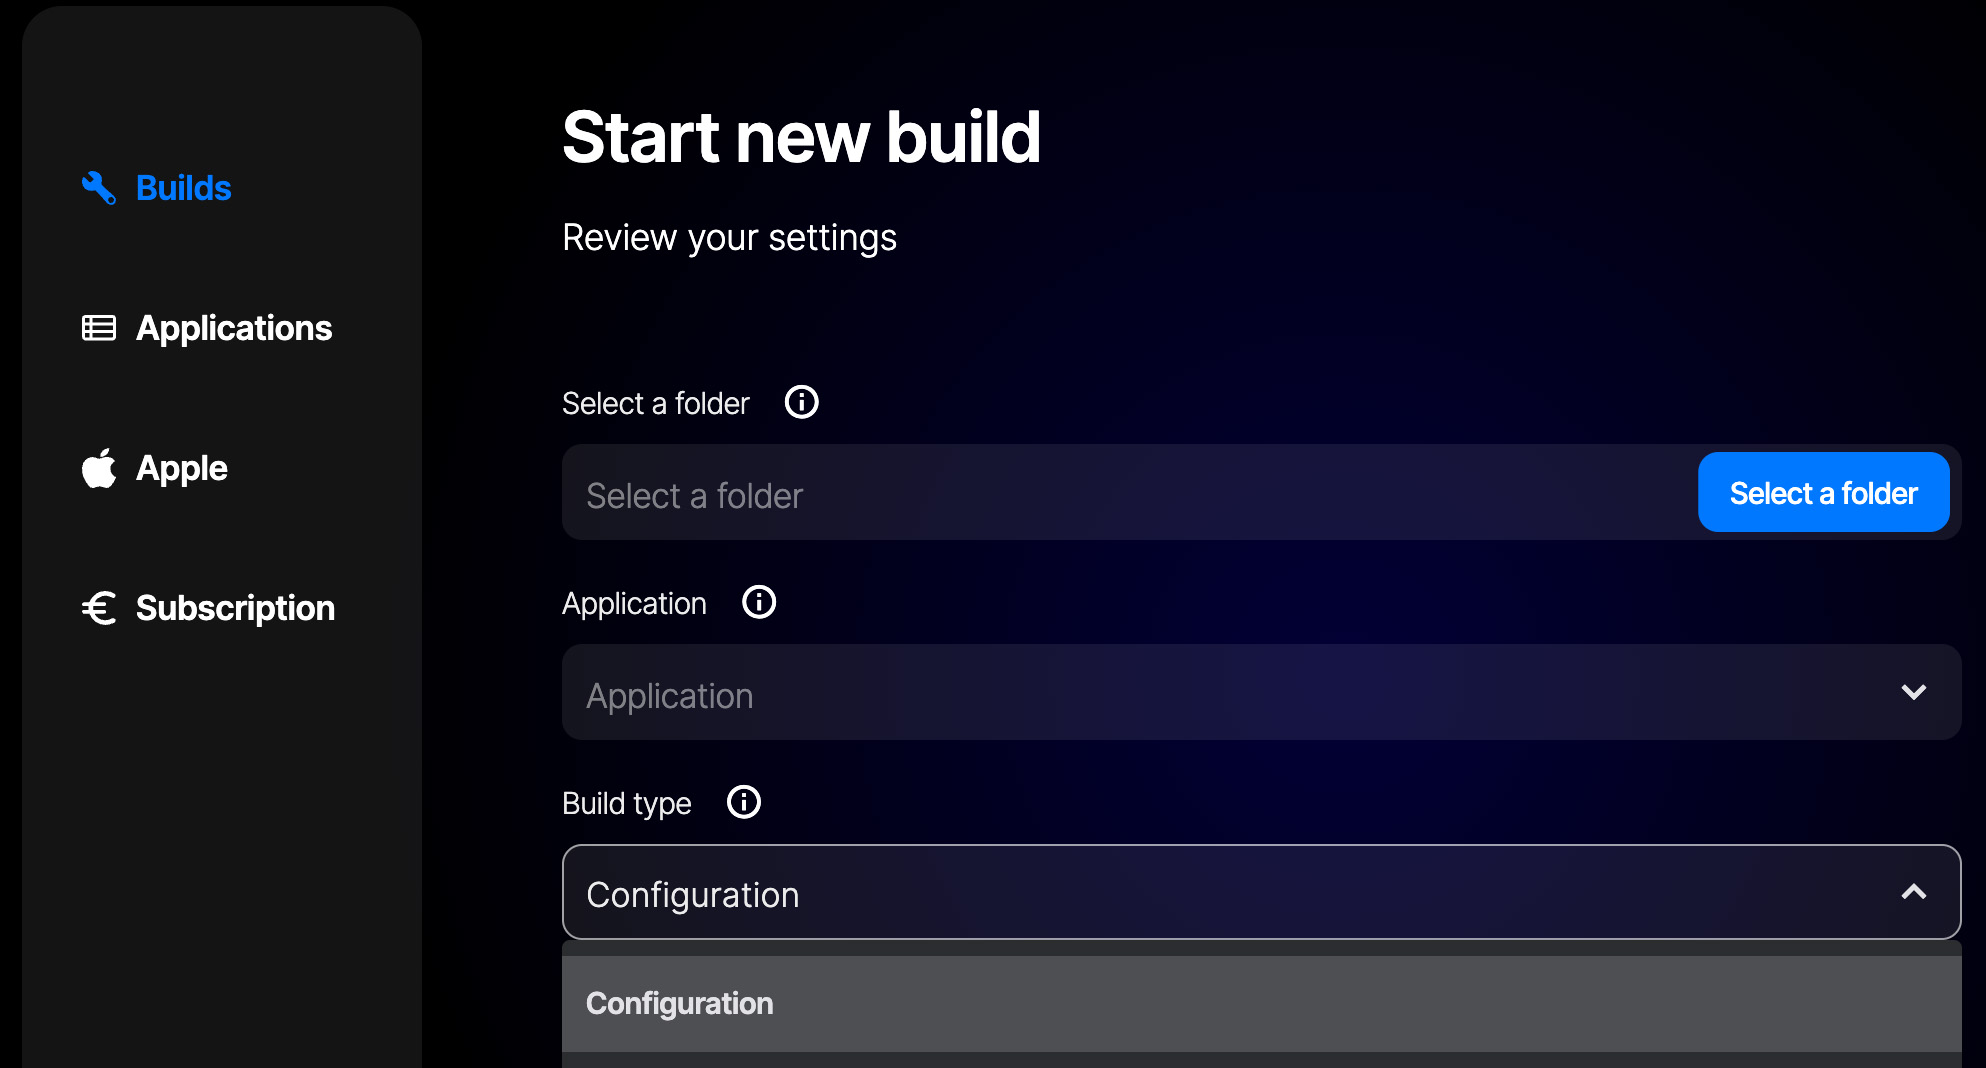 Builds
Applications
Apple
Subscription
Start new build
Review your settings
Select a folder
Select a folder
Select a folder
Application
Application
Build type
Configuration
Configuration